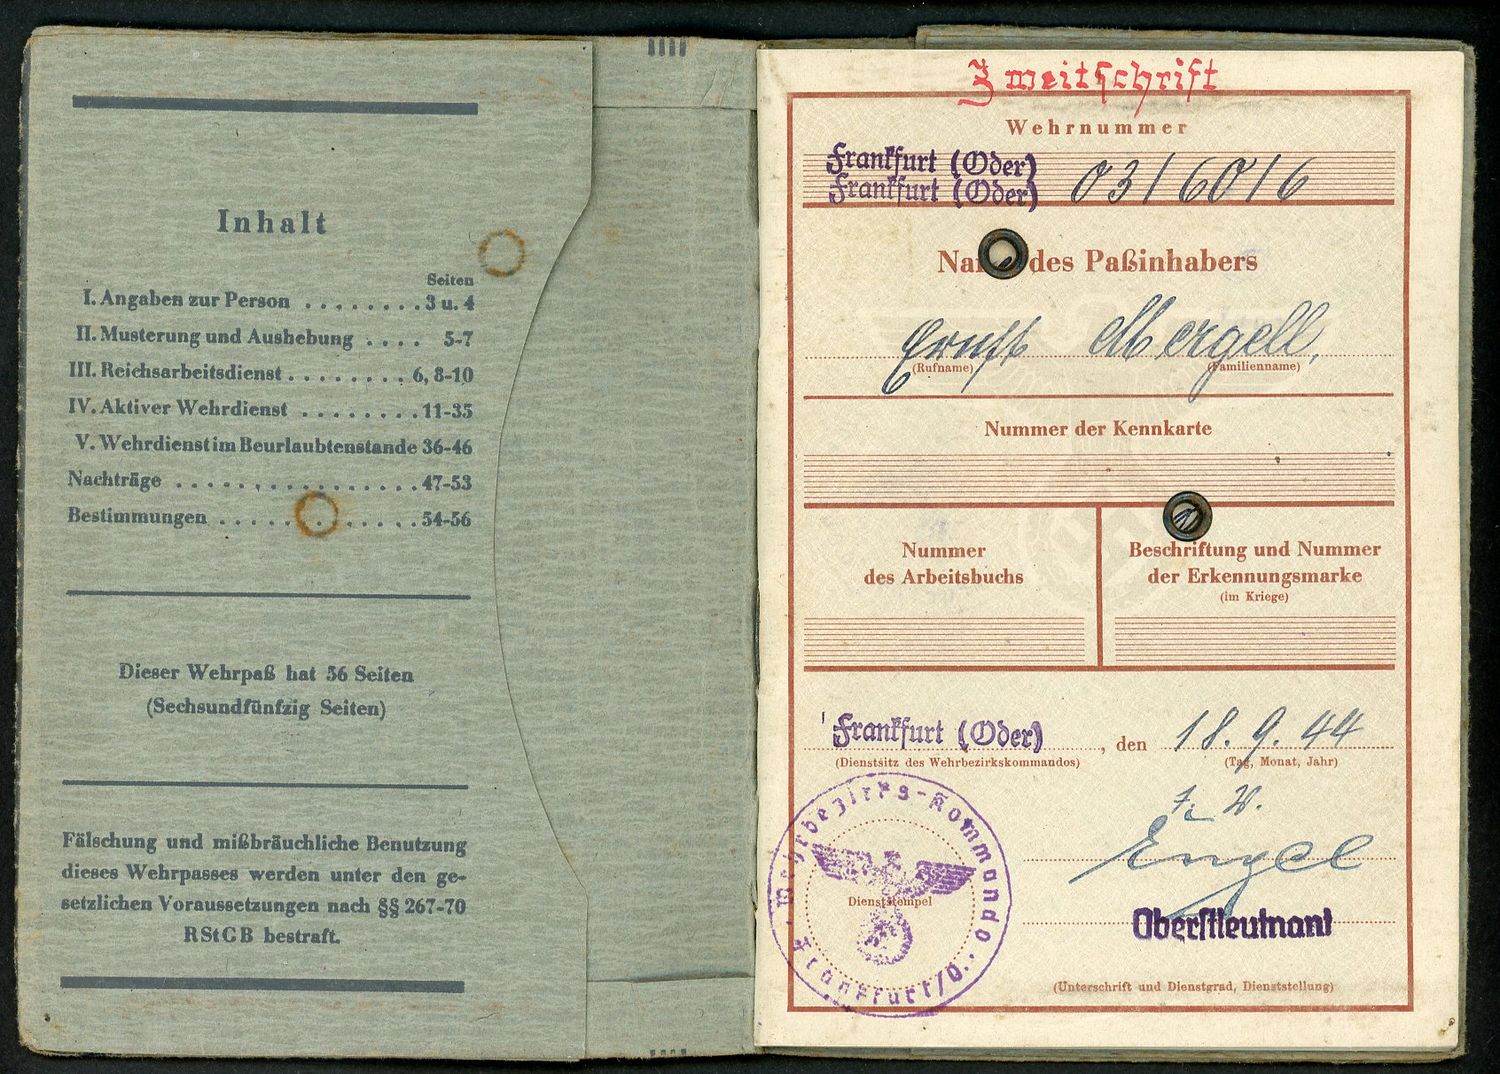 Inhalt
Seiten
I. Angaben zur Person . . . . . . . . 3 u. 4
II. Musterung und Aushebung . . . . 5-7
III. Reichsarbeitsdienst . . . . . . . . 6, 8-10
IV. Aktiver Wehrdienst . . . . . . . . 11-35
V. Wehrdienst im Beurlaubtenstande 36-46
Nachträge . . . . . . . . . . . . . . . . 47-53
Bestimmungen . . . . . . . . . . . . . 54-56
Dieser Wehrpaß hat 56 Seiten
(Sechsundfünfzig Seiten)
Fälschung und mißbräuchliche Benutzung
dieses Wehrpasses werden unter den ge-
setzlichen Voraussetzungen nach §§ 267-70
RStGB bestraft.
Zweitschrift
Wehrnummer
Frankfurt (Oder)
Frankfurt (Oder) 03/60/6
Name des Paßinhabers
Ernst Mergell,
(Rufname) (Familienname)
Nummer der Kennkarte
Nummer
des Arbeitsbuchs
Beschriftung und Nummer
der Erkennungsmarke
(im Kriege)
Frankfurt (Oder), den 18. 9. 44
(Dienstsitz des Wehrbezirkskommandos) (Tag, Monat, Jahr)
Wehrbezirks-Kommando
Frankfurt/O.
Dienststempel
Engel
Oberstleutnant
(Unterschrift und Dienstgrad, Dienststellung)